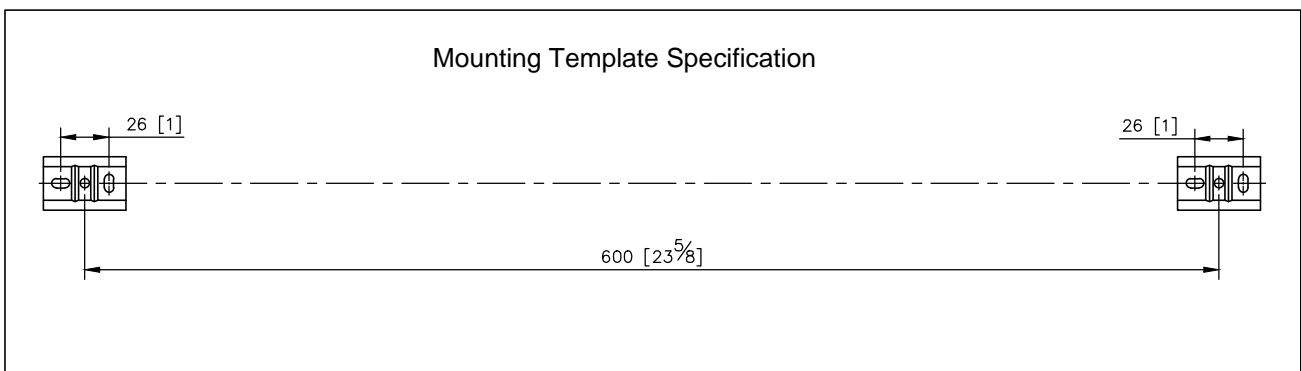 Mounting Template Specification
26 [1]
26 [1]
600 [23⅝]